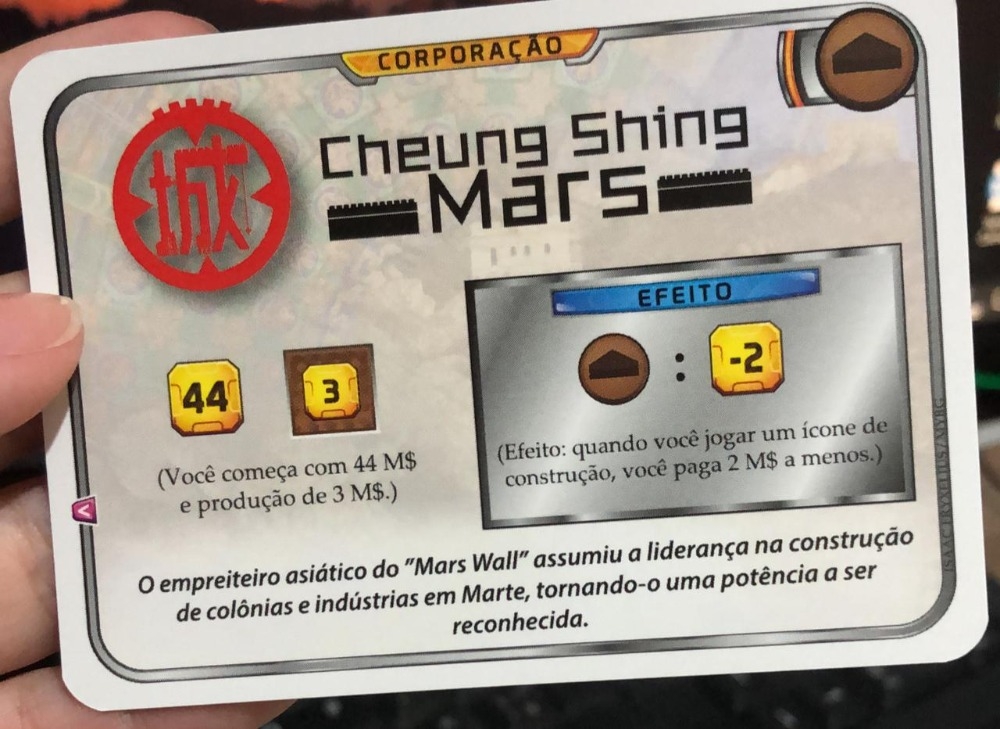 CORPORAÇÃO
城
Cheung Shing
Mars
EFEITO
: -2
44 3
(Efeito: quando você jogar um ícone de
construção, você paga 2 M$ a menos.)
(Você começa com 44 M$
e produção de 3 M$.)
O empreiteiro asiático do "Mars Wall" assumiu a liderança na construção
de colônias e indústrias em Marte, tornando-o uma potência a ser
reconhecida.